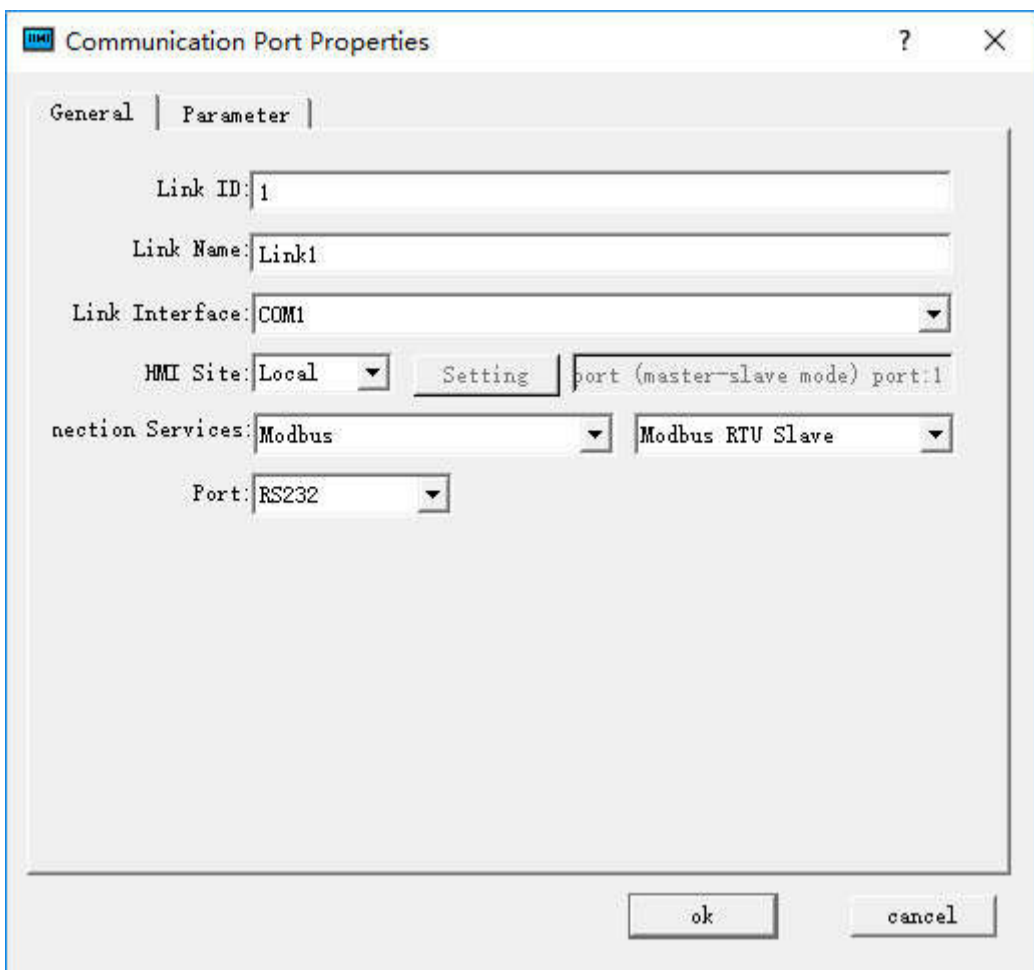 HMI Communication Port Properties ? ×
General Parameter
Link ID: 1
Link Name: Link1
Link Interface: COM1
HMI Site: Local Setting port (master-slave mode) port:1
nection Services: Modbus Modbus RTU Slave
Port: RS232
ok cancel